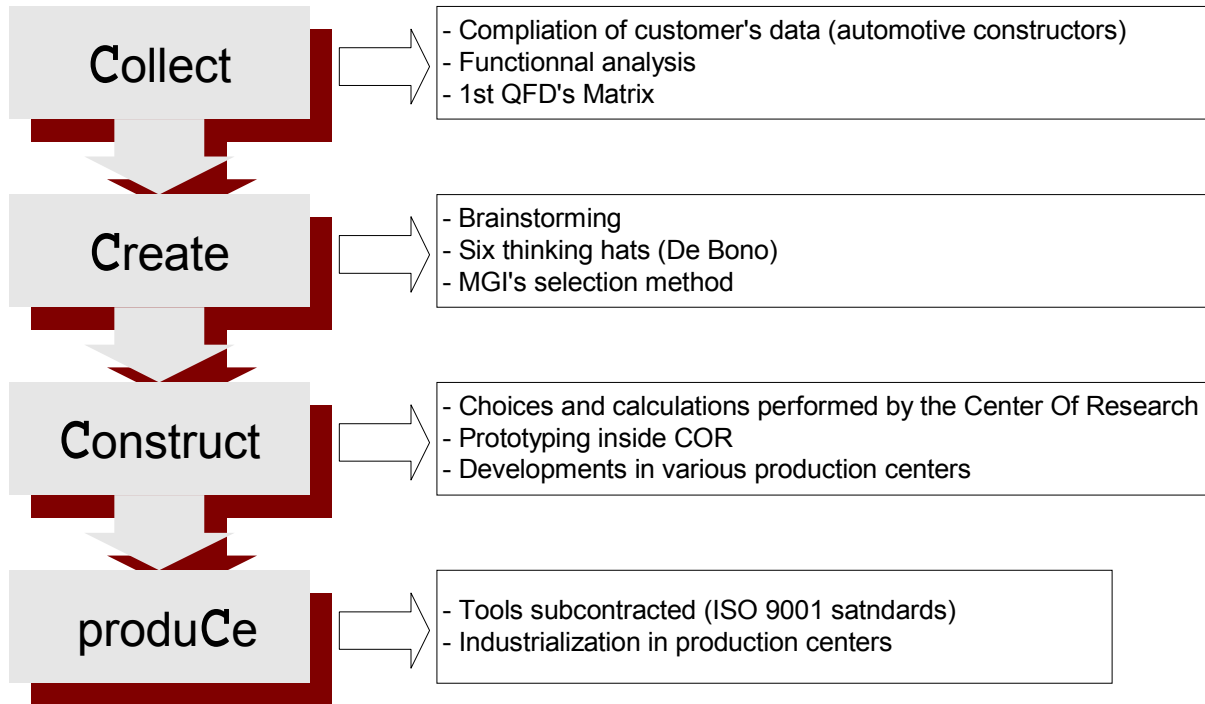 Collect
- Compliation of customer's data (automotive constructors)
- Functionnal analysis
- 1st QFD's Matrix
Create
- Brainstorming
- Six thinking hats (De Bono)
- MGI's selection method
Construct
- Choices and calculations performed by the Center Of Research
- Prototyping inside COR
- Developments in various production centers
produCe
- Tools subcontracted (ISO 9001 satndards)
- Industrialization in production centers